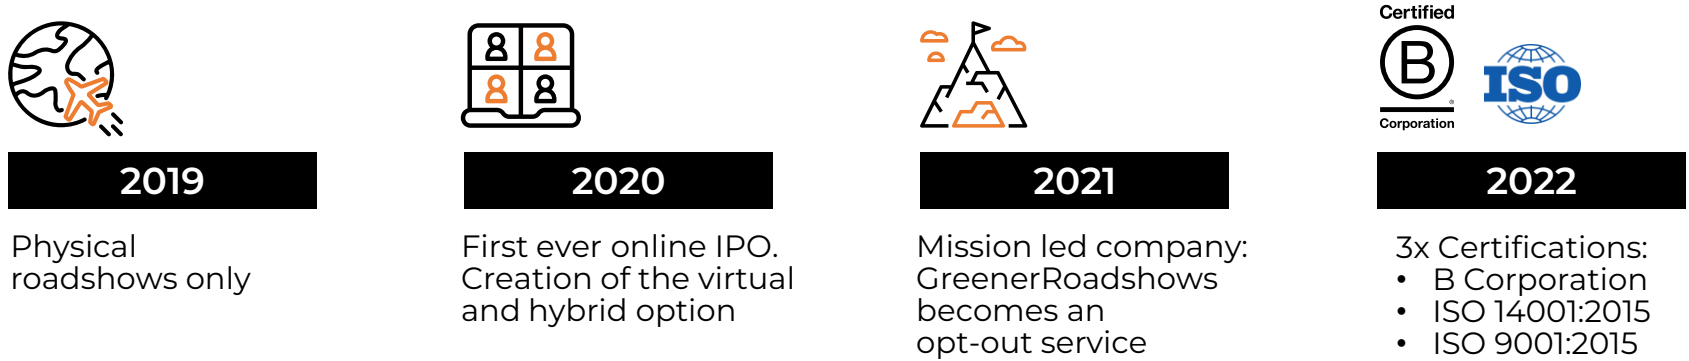 Certified
B
®
Corporation
ISO
2019
2020
2021
2022
Physical
roadshows only
First ever online IPO.
Creation of the virtual
and hybrid option
Mission led company:
GreenerRoadshows
becomes an
opt-out service
3x Certifications:
• B Corporation
• ISO 14001:2015
• ISO 9001:2015